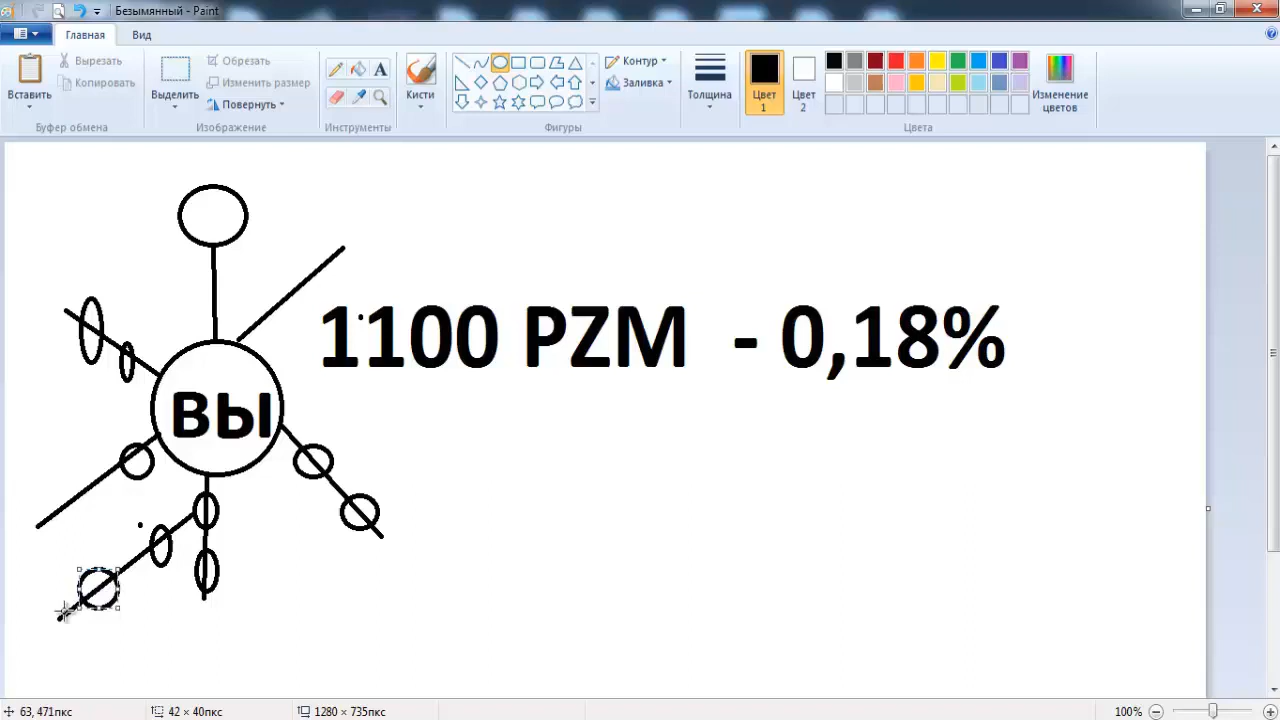 Безымянный - Paint
Главная
Вид
Вставить
Вырезать
Копировать
Буфер обмена
Выделить
Обрезать
Изменить размер
Повернуть
Изображение
A
Инструменты
Кисти
Контур
Заливка
Фигуры
Толщина
Цвет 1
Цвет 2
Изменение цветов
Цвета
1100 PZM - 0,18%
вы
63, 471пкс
42 × 40пкс
1280 × 735пкс
100%